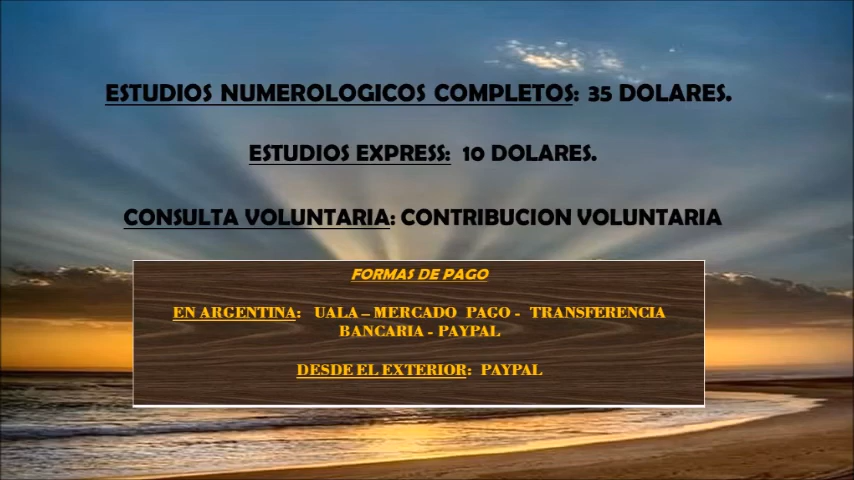 ESTUDIOS NUMEROLOGICOS COMPLETOS: 35 DOLARES.
ESTUDIOS EXPRESS: 10 DOLARES.
CONSULTA VOLUNTARIA: CONTRIBUCION VOLUNTARIA
FORMAS DE PAGO
EN ARGENTINA: UALA – MERCADO PAGO - TRANSFERENCIA
BANCARIA - PAYPAL
DESDE EL EXTERIOR: PAYPAL